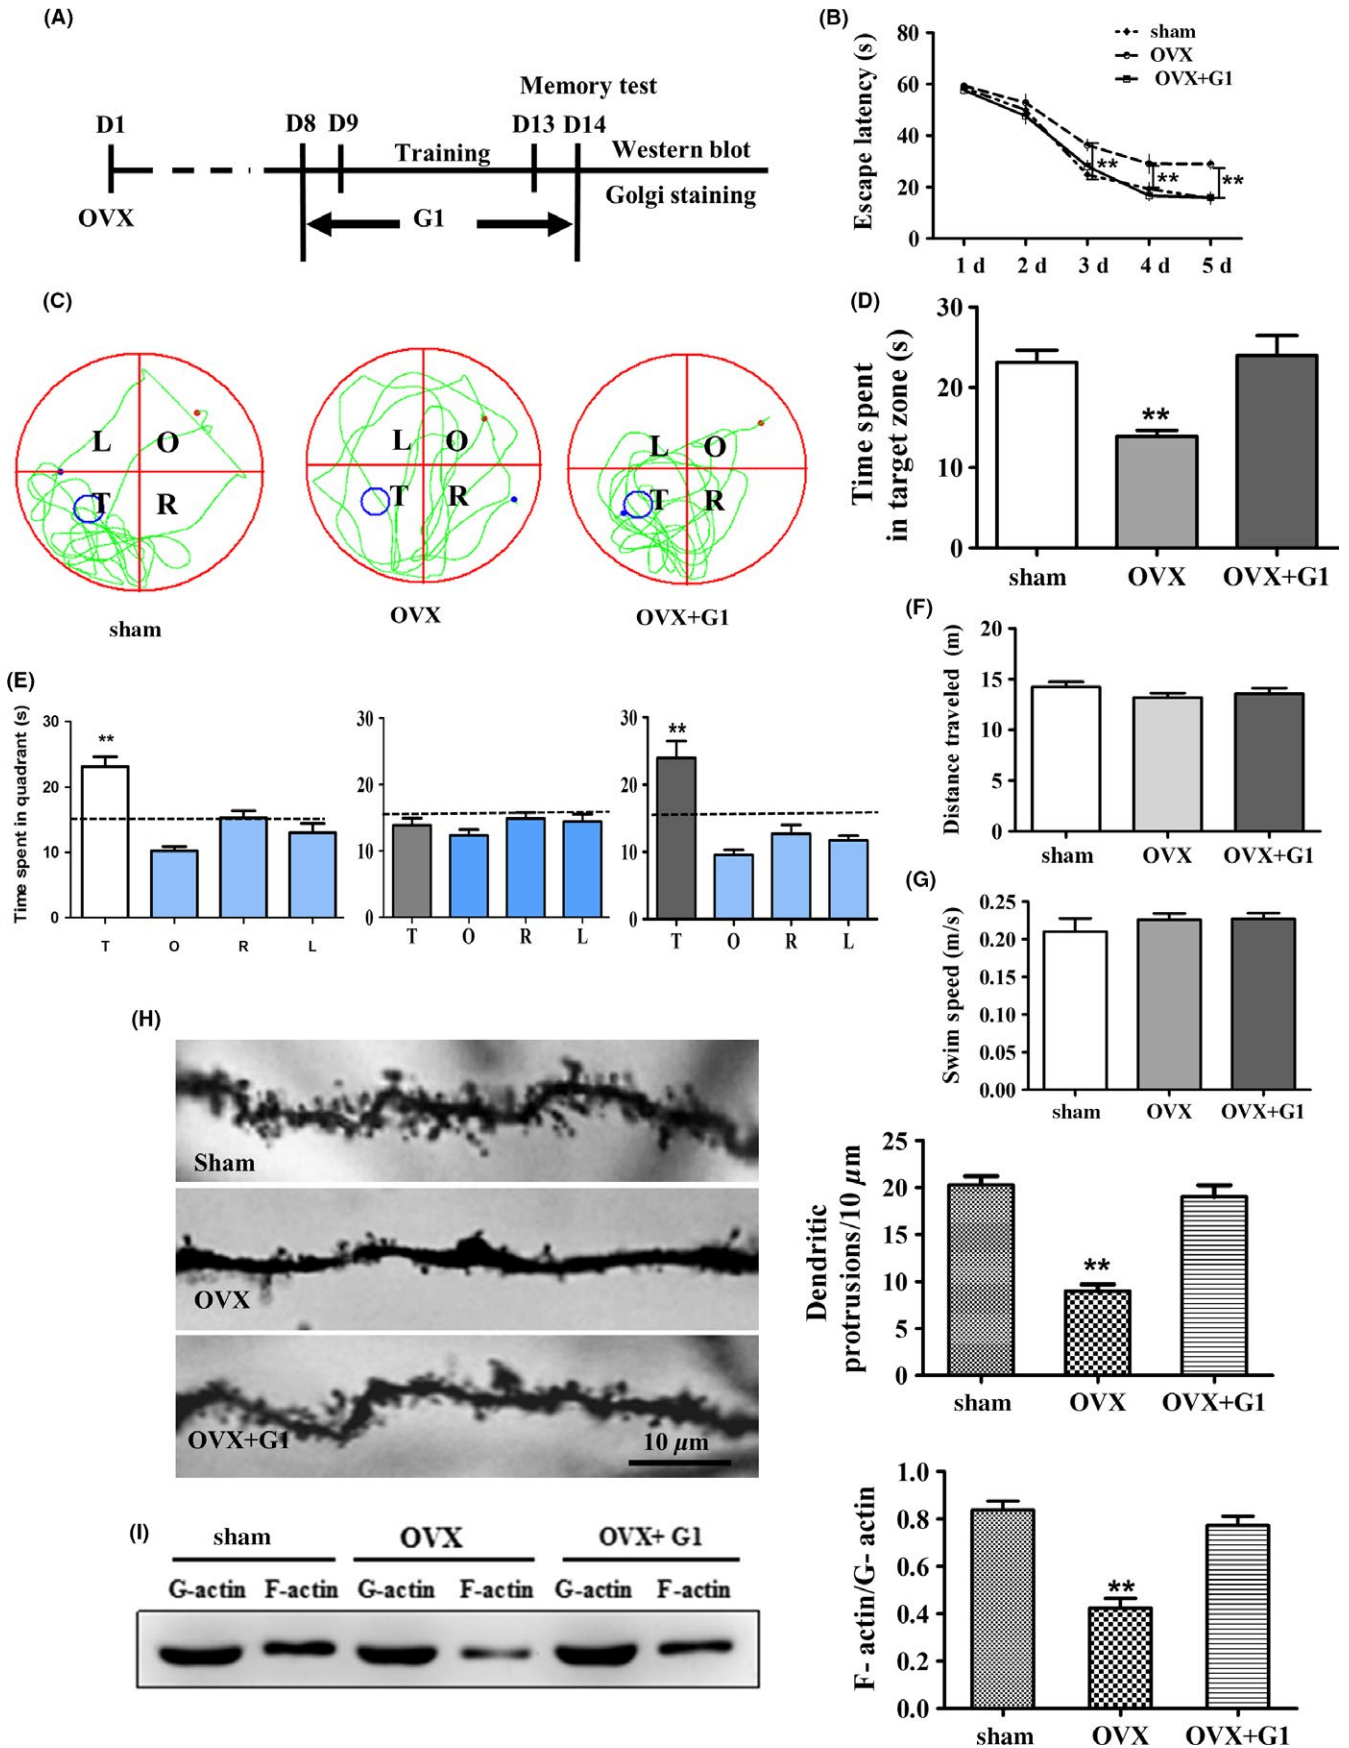 (A)
Memory test
D1 D8 D9 D13 D14
Training
Western blot
Golgi staining
OVX
G1
(B)
Escape latency (s)
80
60
40
20
0
sham
OVX
OVX+G1
**
**
**
1 d 2 d 3 d 4 d 5 d
(C)
L O
T R
sham
L O
T R
OVX
L O
T R
OVX+G1
(D)
Time spent
in target zone (s)
30
20
10
0
**
sham OVX OVX+G1
(E)
Time spent in quadrant (s)
30
20
10
0
**
T O R L
30
20
10
0
T O R L
30
20
10
0
**
T O R L
(F)
Distance traveled (m)
20
15
10
5
0
sham OVX OVX+G1
(G)
Swim speed (m/s)
0.25
0.20
0.15
0.10
0.05
0.00
sham OVX OVX+G1
(H)
Sham
OVX
OVX+G1
10 µm
Dendritic
protrusions/10 µm
25
20
15
10
5
0
**
sham OVX OVX+G1
(I)
sham OVX OVX+ G1
G-actin F-actin G-actin F-actin G-actin F-actin
F- actin/G- actin
1.0
0.8
0.6
0.4
0.2
0.0
**
sham OVX OVX+G1